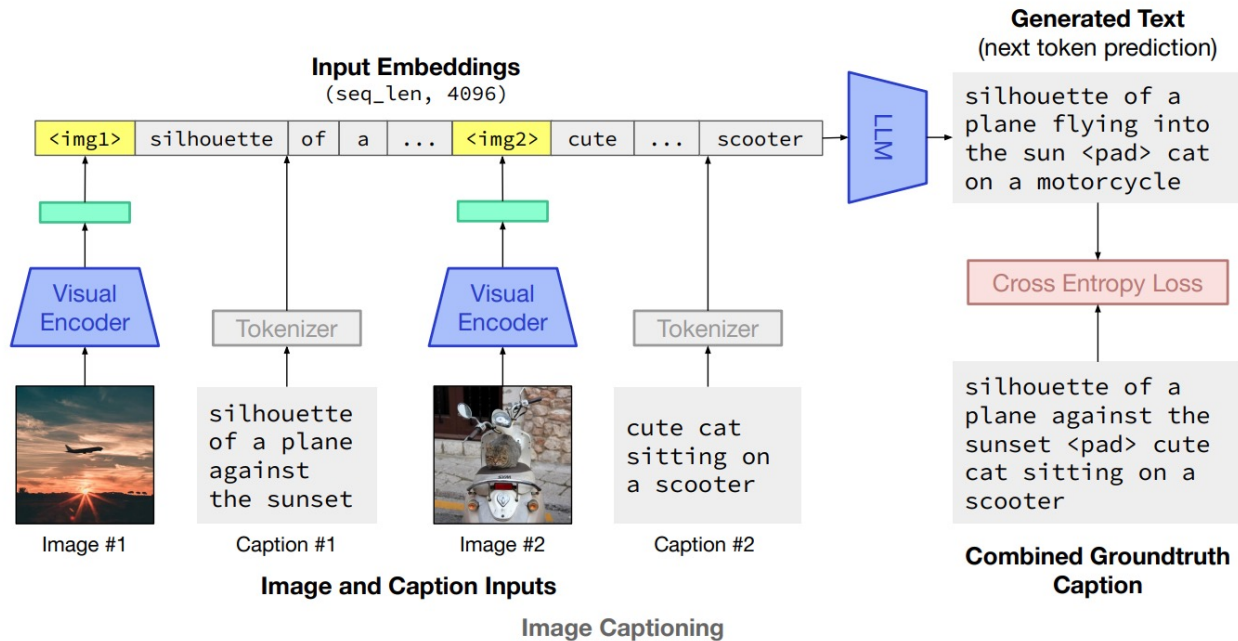 Generated Text
(next token prediction)
Input Embeddings
(seq_len, 4096)
<img1> silhouette of a ... <img2> cute ... scooter
LLM
silhouette of a
plane flying into
the sun <pad> cat
on a motorcycle
Visual
Encoder
Tokenizer
Visual
Encoder
Tokenizer
Cross Entropy Loss
silhouette
of a plane
against
the sunset
cute cat
sitting on
a scooter
silhouette of a
plane against the
sunset <pad> cute
cat sitting on a
scooter
Image #1
Caption #1
Image #2
Caption #2
Image and Caption Inputs
Combined Groundtruth
Caption
Image Captioning